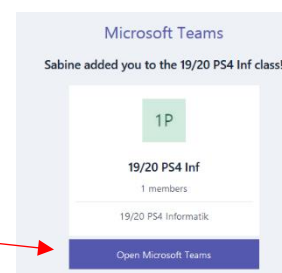 Microsoft Teams
Sabine added you to the 19/20 PS4 Inf class!
1P
19/20 PS4 Inf
1 members
19/20 PS4 Informatik
Open Microsoft Teams